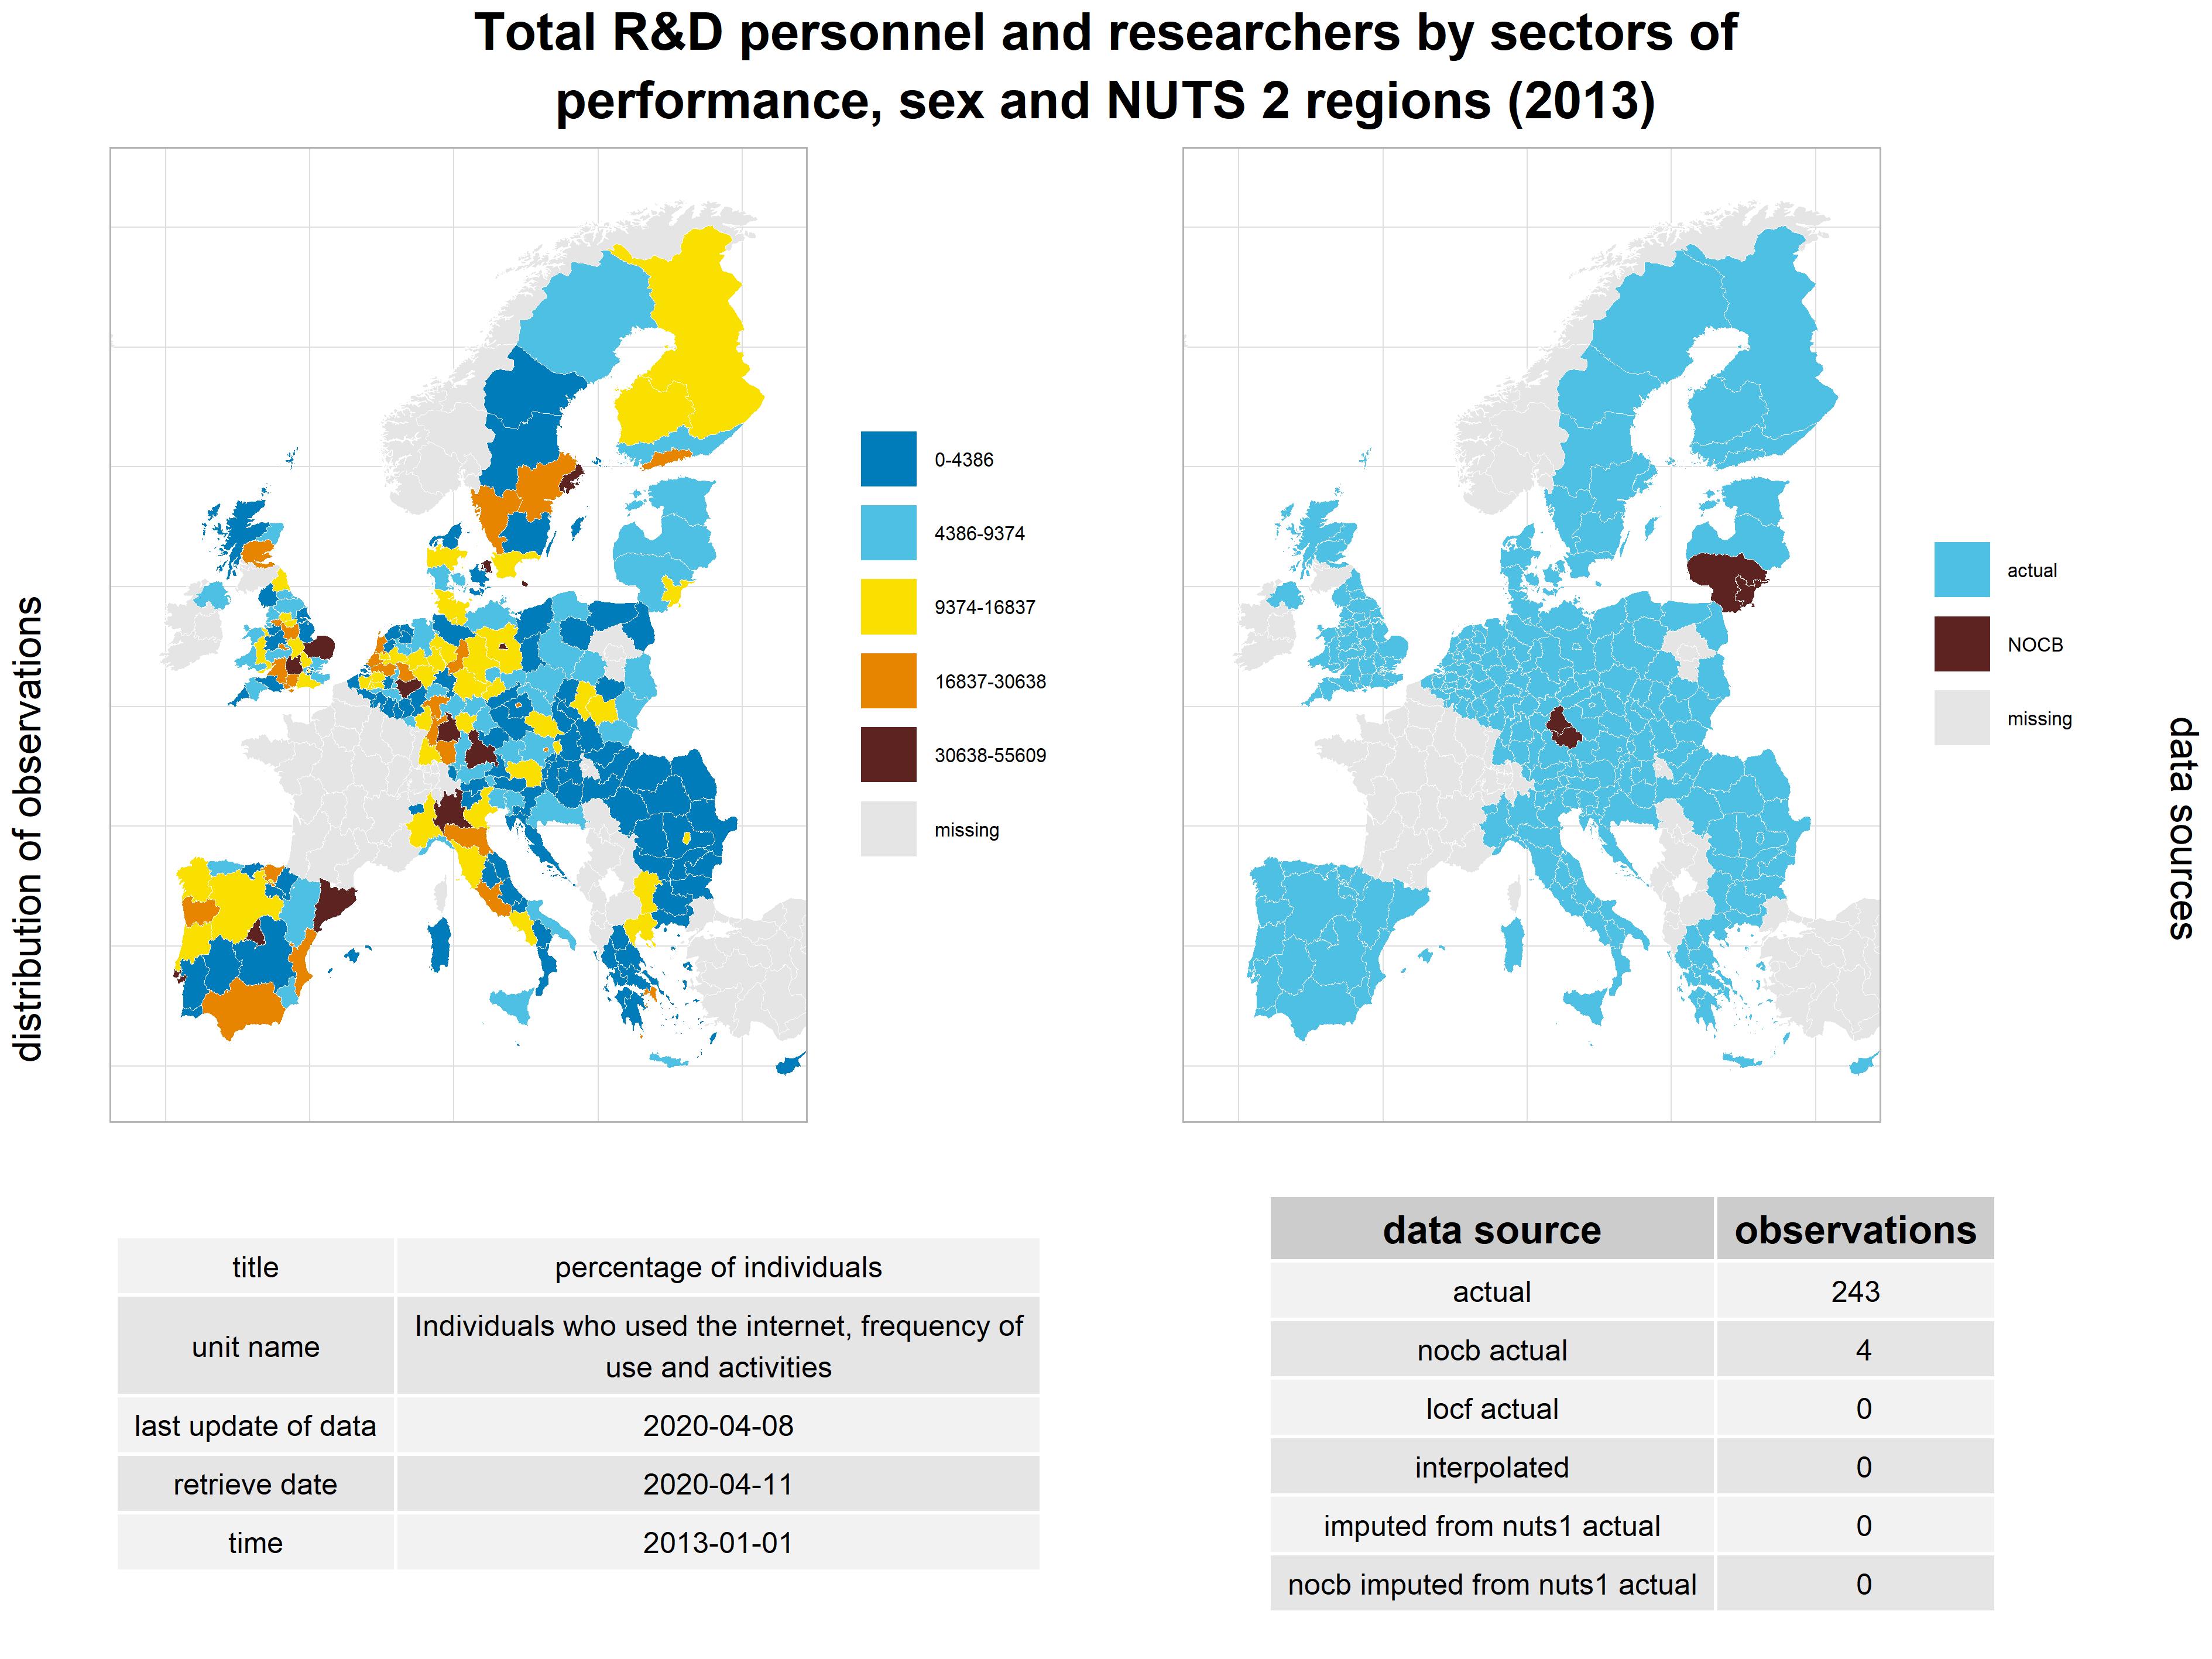 Total R&D personnel and researchers by sectors of
performance, sex and NUTS 2 regions (2013)
distribution of observations
0-4386
4386-9374
9374-16837
16837-30638
30638-55609
missing
actual
NOCB
missing
data sources
title percentage of individuals
unit name Individuals who used the internet, frequency of
use and activities
last update of data 2020-04-08
retrieve date 2020-04-11
time 2013-01-01
data source observations
actual 243
nocb actual 4
locf actual 0
interpolated 0
imputed from nuts1 actual 0
nocb imputed from nuts1 actual 0